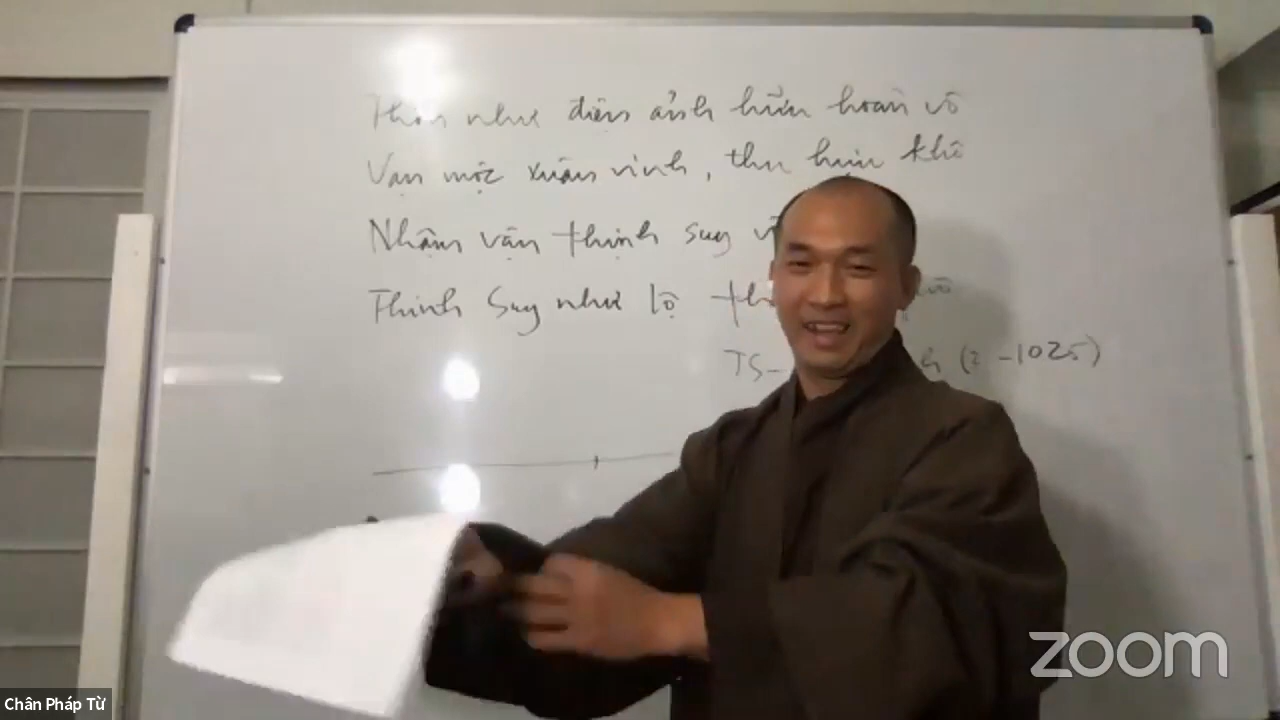 Thân như điện ảnh hữu hoàn vô
Vạn mộc xuân vinh, thu hựu khô
Nhậm vận thịnh suy v
Thịnh Suy như lộ th
TS- h (? -1025)
Chân Pháp Từ
zoom